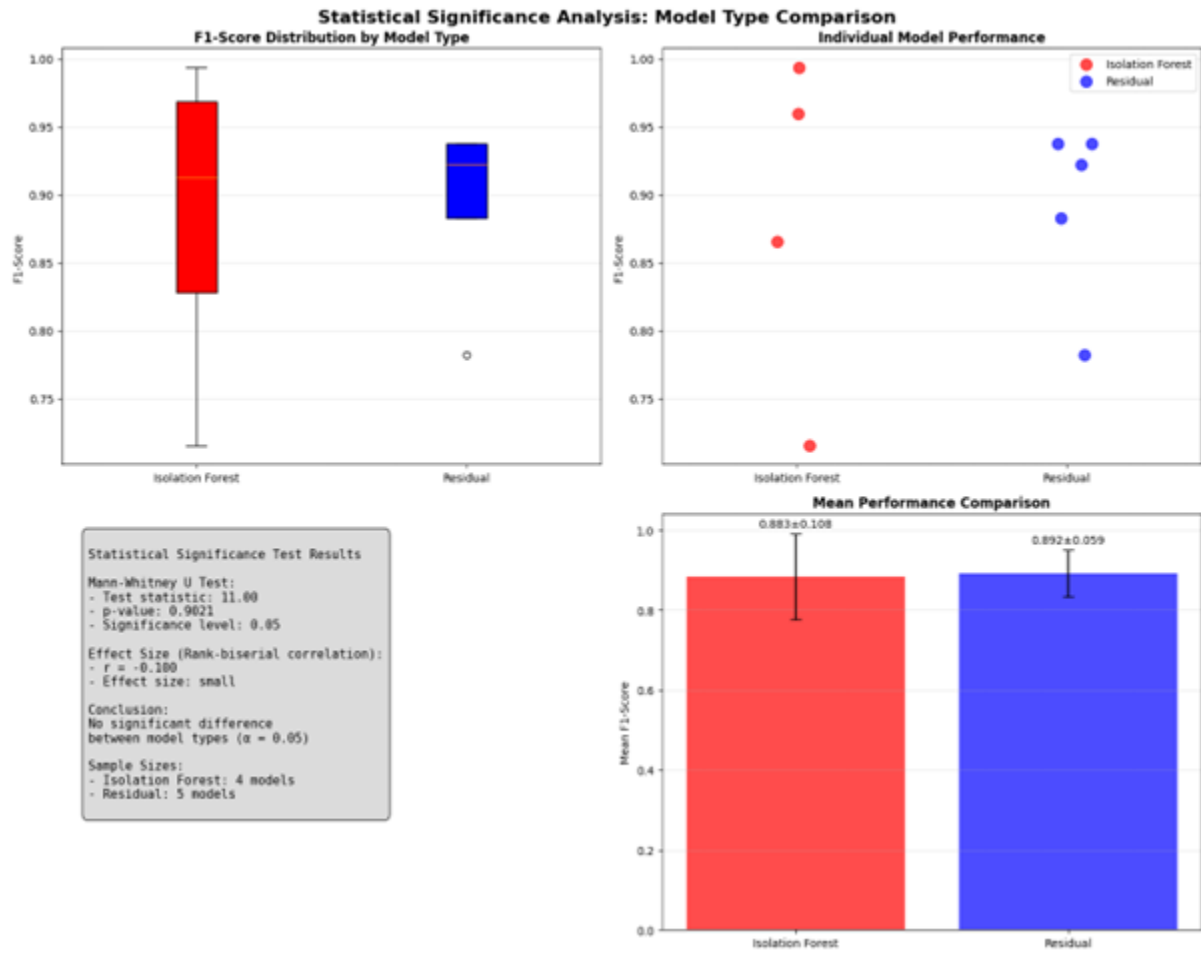 Statistical Significance Analysis: Model Type Comparison
F1-Score Distribution by Model Type
F1-Score
1.00
0.95
0.90
0.85
0.80
0.75
Isolation Forest
Residual
Individual Model Performance
F1-Score
1.00
0.95
0.90
0.85
0.80
0.75
Isolation Forest
Residual
Isolation Forest
Residual
Statistical Significance Test Results
Mann-Whitney U Test:
- Test statistic: 11.00
- p-value: 0.9021
- Significance level: 0.05
Effect Size (Rank-biserial correlation):
- r = -0.100
- Effect size: small
Conclusion:
No significant difference
between model types (α = 0.05)
Sample Sizes:
- Isolation Forest: 4 models
- Residual: 5 models
Mean Performance Comparison
Mean F1-Score
1.0
0.8
0.6
0.4
0.2
0.0
0.883±0.108
0.892±0.059
Isolation Forest
Residual